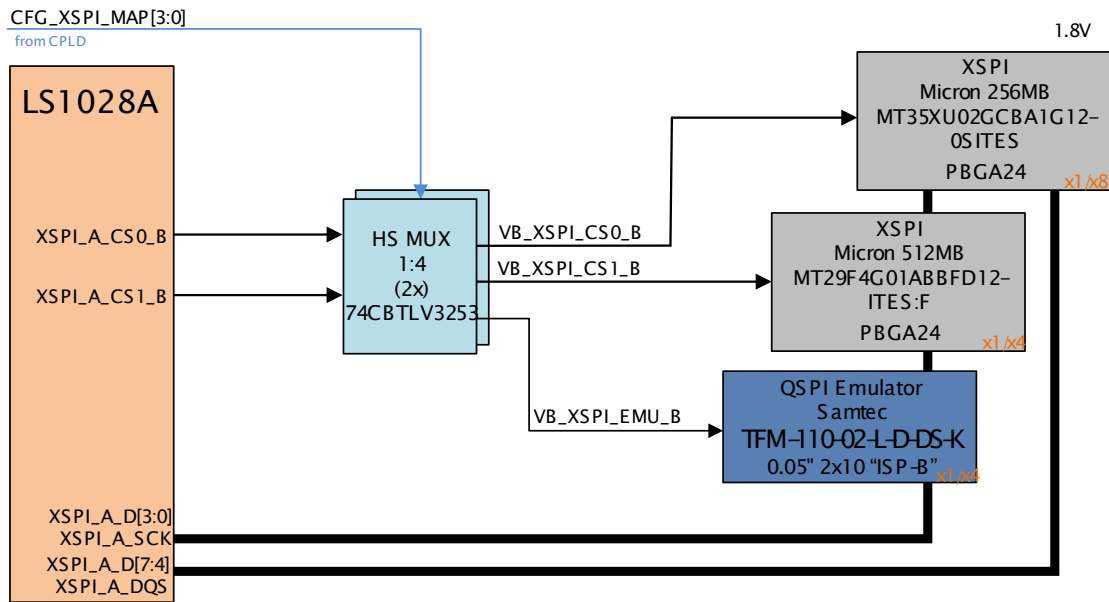 CFG_XSPI_MAP[3:0]
from CPLD
1.8V
LS1028A
XSPI
Micron 256MB
MT35XU02GCBA1G12-
0SITES
PBGA24
x1/x8
XSPI_A_CS0_B
XSPI_A_CS1_B
HS MUX
1:4
(2x)
74CBTLV3253
VB_XSPI_CS0_B
VB_XSPI_CS1_B
XSPI
Micron 512MB
MT29F4G01ABBFD12-
ITES:F
PBGA24
x1/x4
VB_XSPI_EMU_B
QSPI Emulator
Samtec
TFM-110-02-L-D-DS-K
0.05" 2x10 “ISP-B”
x1/x4
XSPI_A_D[3:0]
XSPI_A_SCK
XSPI_A_D[7:4]
XSPI_A_DQS